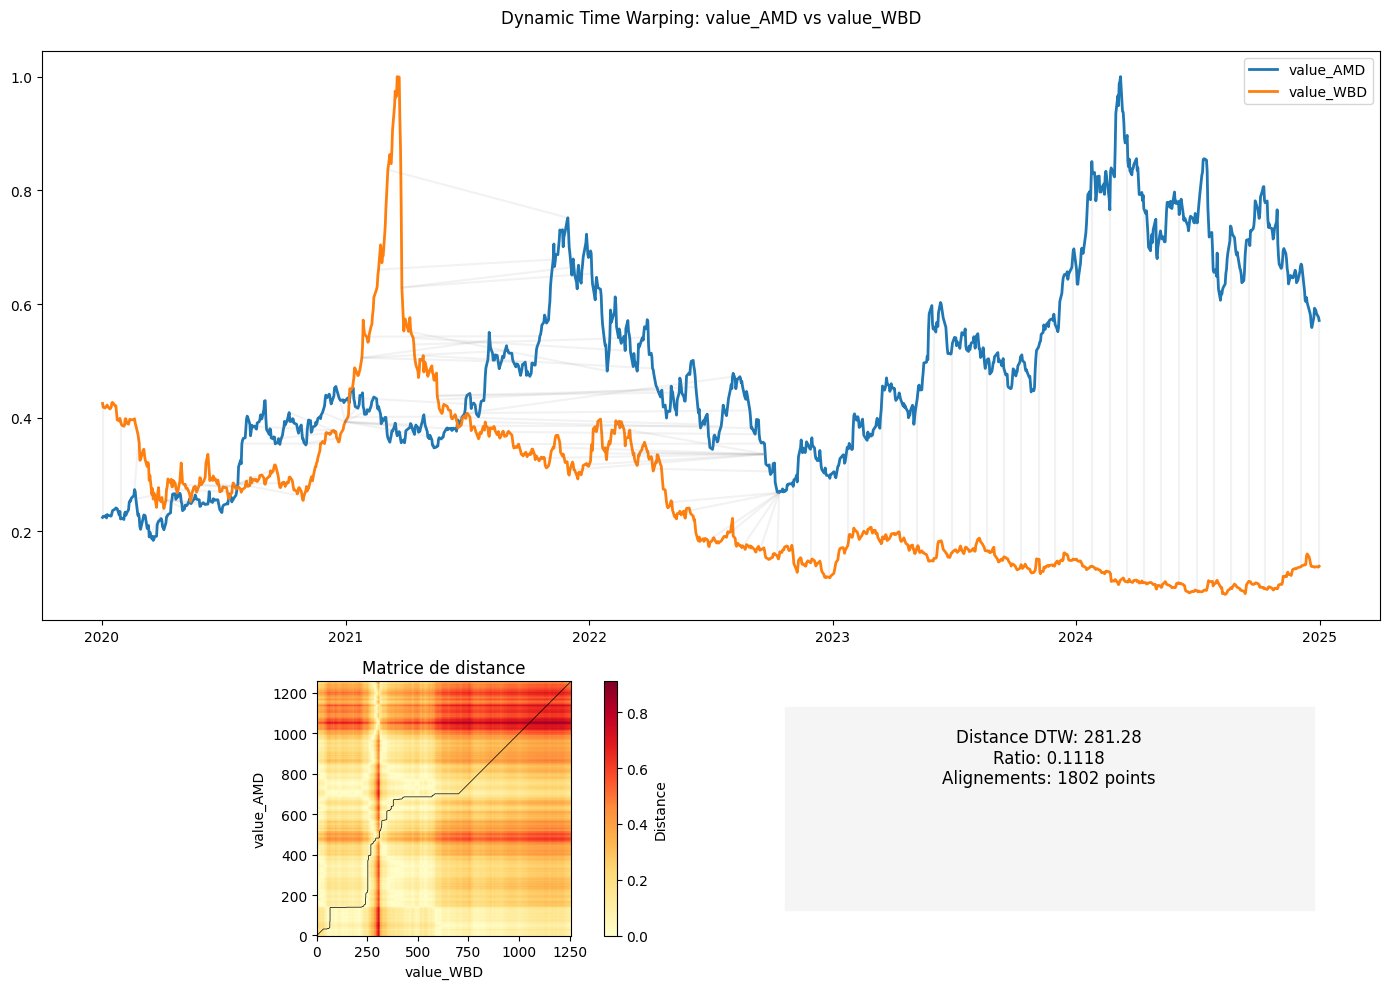 Dynamic Time Warping: value_AMD vs value_WBD
value_AMD
value_WBD
1.0
0.8
0.6
0.4
0.2
2020 2021 2022 2023 2024 2025
Matrice de distance
1200
1000
800
600
400
200
0
value_AMD
0 250 500 750 1000 1250
value_WBD
0.8
0.6
0.4
0.2
0.0
Distance
Distance DTW: 281.28
Ratio: 0.1118
Alignements: 1802 points